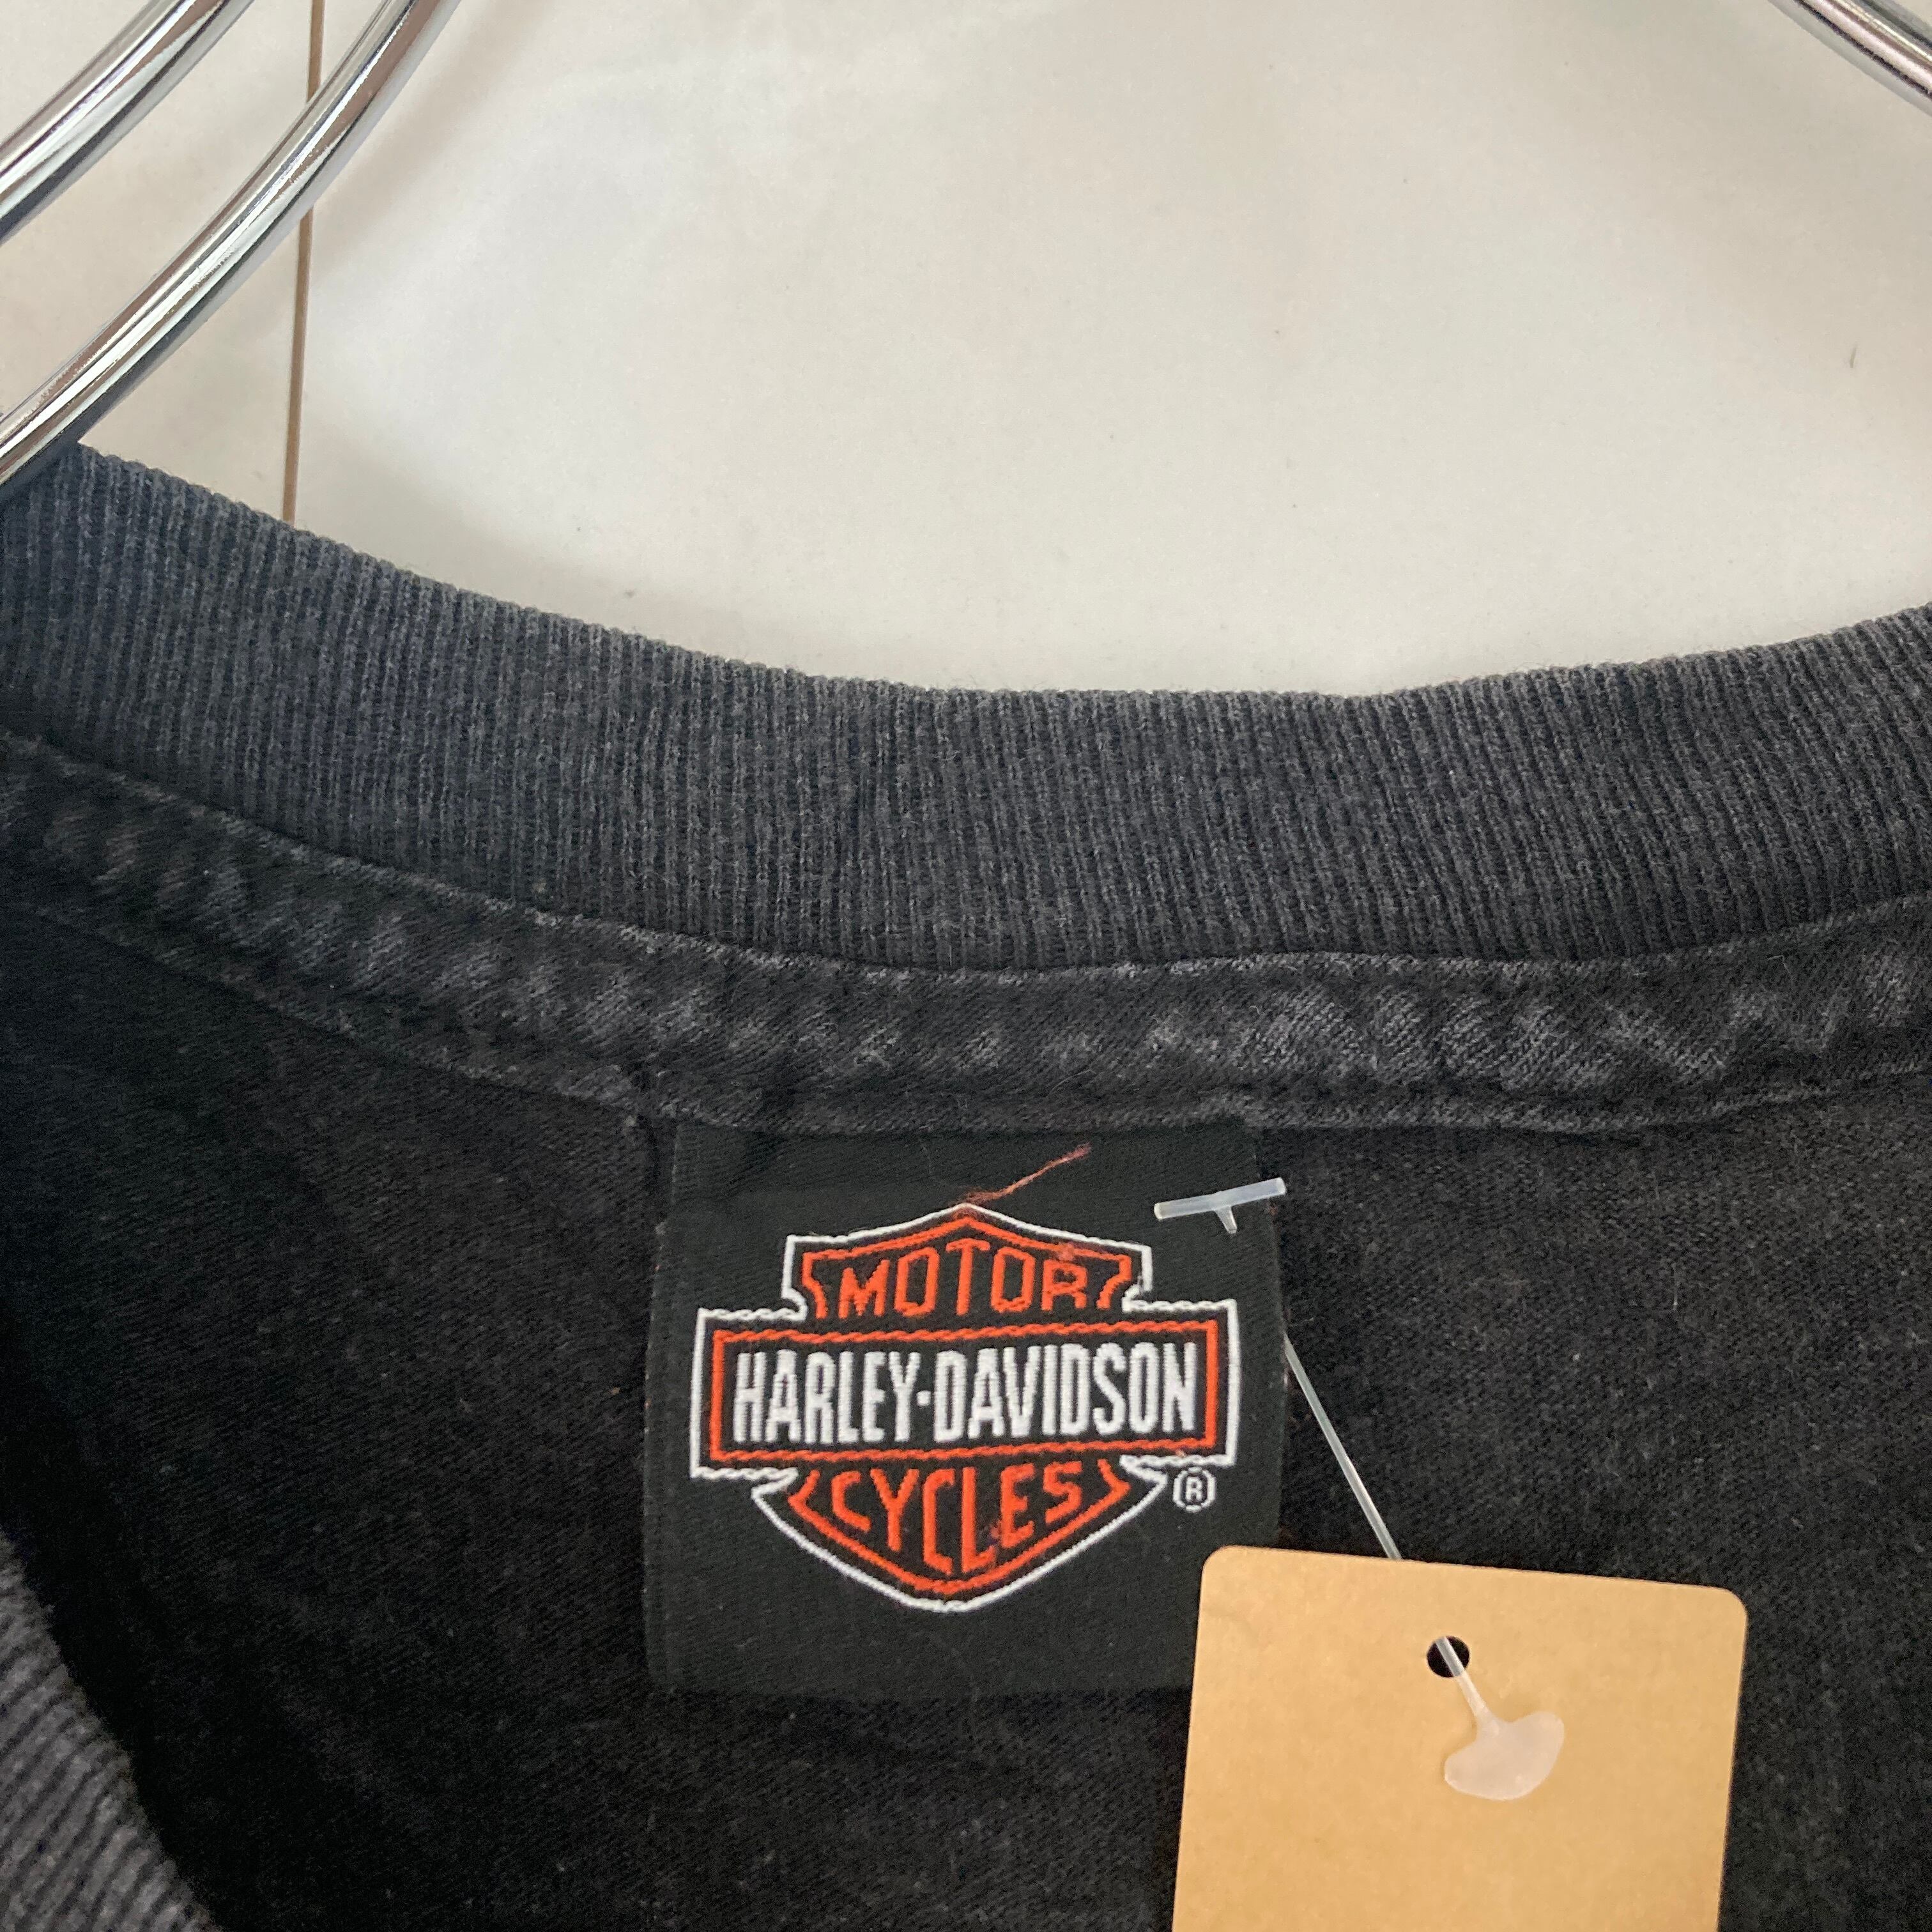 MOTOR
HARLEY-DAVIDSON
CYCLES
®